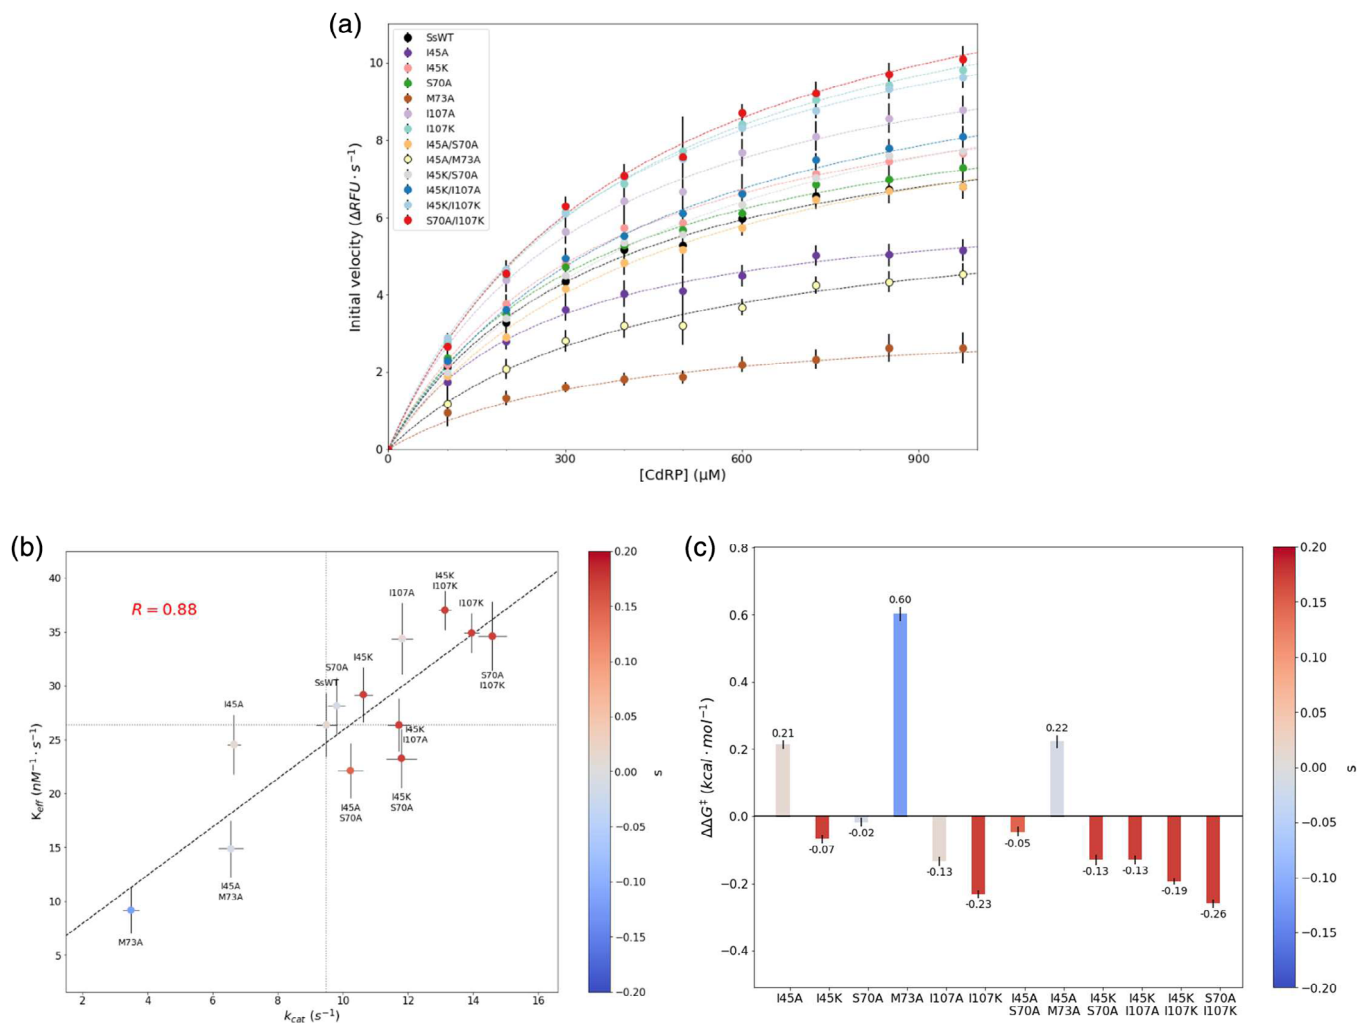 (a)
SsWT
I45A
I45K
S70A
M73A
I107A
I107K
I45A/S70A
I45A/M73A
I45K/S70A
I45K/I107A
I45K/I107K
S70A/I107K
Initial velocity (ΔRFU · s⁻¹)
10
8
6
4
2
0
0 300 600 900
[CdRP] (μM)
(b)
R = 0.88
K_eff (nM⁻¹ · s⁻¹)
40
35
30
25
20
15
10
5
I45K
I107K
I107A
I107K
S70A
I107K
I45K
S70A
SsWT
I45A
I45K
I107A
I45A
S70A
I45K
S70A
I45A
M73A
M73A
2 4 6 8 10 12 14 16
k_cat (s⁻¹)
0.20
0.15
0.10
0.05
0.00
−0.05
−0.10
−0.15
−0.20
s
(c)
ΔΔG‡ (kcal · mol⁻¹)
0.8
0.6
0.4
0.2
0.0
−0.2
−0.4
0.21
-0.07
-0.02
0.60
-0.13
-0.23
-0.05
0.22
-0.13
-0.13
-0.19
-0.26
I45A I45K S70A M73A I107A I107K I45A I45A I45K I45K I45K S70A
S70A M73A S70A I107A I107K I107K
0.20
0.15
0.10
0.05
0.00
−0.05
−0.10
−0.15
−0.20
s